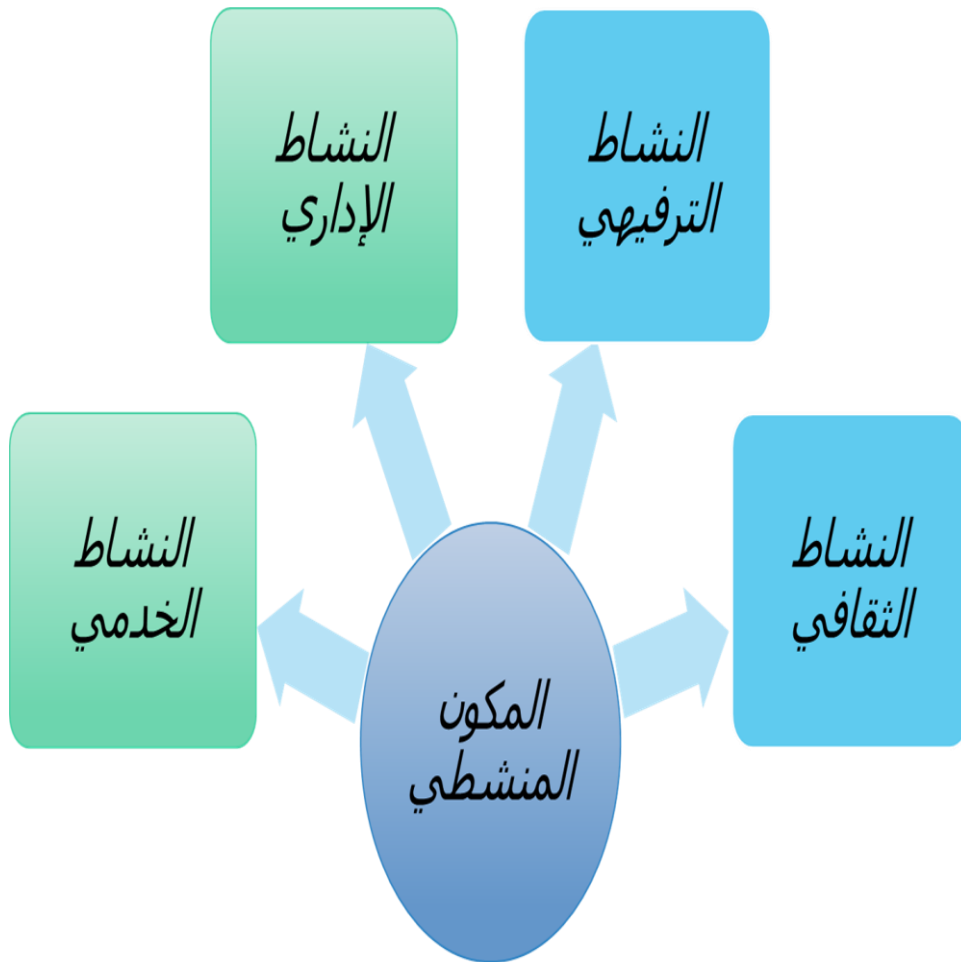 النشاط
الترفيهي
النشاط
الإداري
النشاط
الثقافي
النشاط
الخدمي
المكون
المنشطي